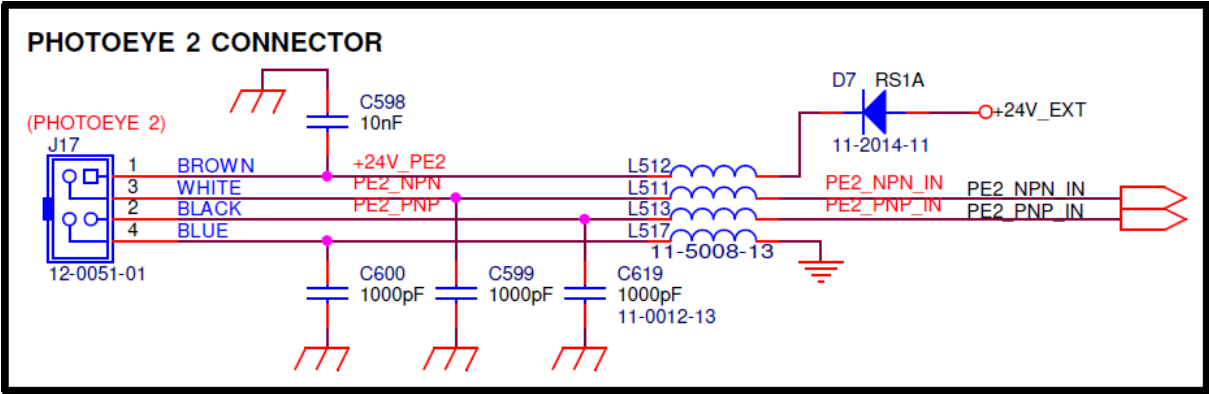 PHOTOEYE 2 CONNECTOR
D7 RS1A
C598
10nF
+24V_EXT
(PHOTOEYE 2)
J17
11-2014-11
1 BROWN +24V_PE2 L512
3 WHITE PE2_NPN L511 PE2_NPN_IN PE2_NPN_IN
2 BLACK PE2_PNP L513 PE2_PNP_IN PE2_PNP_IN
4 BLUE L517
11-5008-13
12-0051-01
C600 C599 C619
1000pF 1000pF 1000pF
11-0012-13